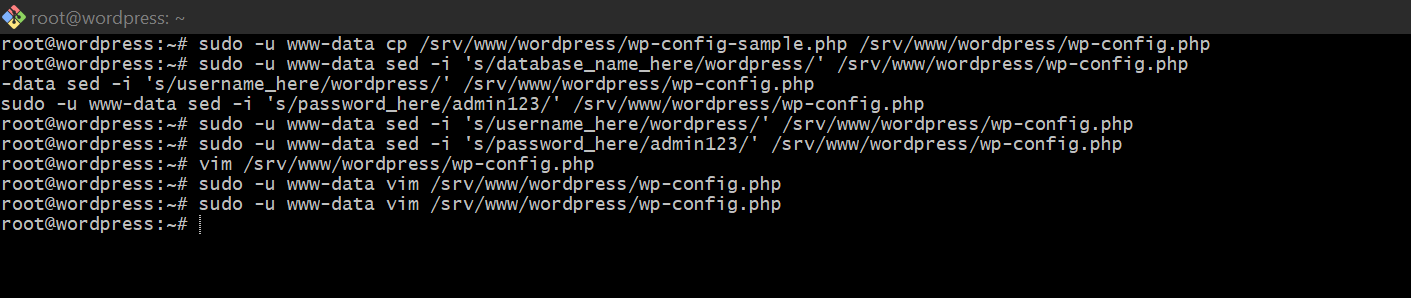 root@wordpress: ~
root@wordpress:~# sudo -u www-data cp /srv/www/wordpress/wp-config-sample.php /srv/www/wordpress/wp-config.php
root@wordpress:~# sudo -u www-data sed -i 's/database_name_here/wordpress/' /srv/www/wordpress/wp-config.php
-data sed -i 's/username_here/wordpress/' /srv/www/wordpress/wp-config.php
sudo -u www-data sed -i 's/password_here/admin123/' /srv/www/wordpress/wp-config.php
root@wordpress:~# sudo -u www-data sed -i 's/username_here/wordpress/' /srv/www/wordpress/wp-config.php
root@wordpress:~# sudo -u www-data sed -i 's/password_here/admin123/' /srv/www/wordpress/wp-config.php
root@wordpress:~# vim /srv/www/wordpress/wp-config.php
root@wordpress:~# sudo -u www-data vim /srv/www/wordpress/wp-config.php
root@wordpress:~# sudo -u www-data vim /srv/www/wordpress/wp-config.php
root@wordpress:~#